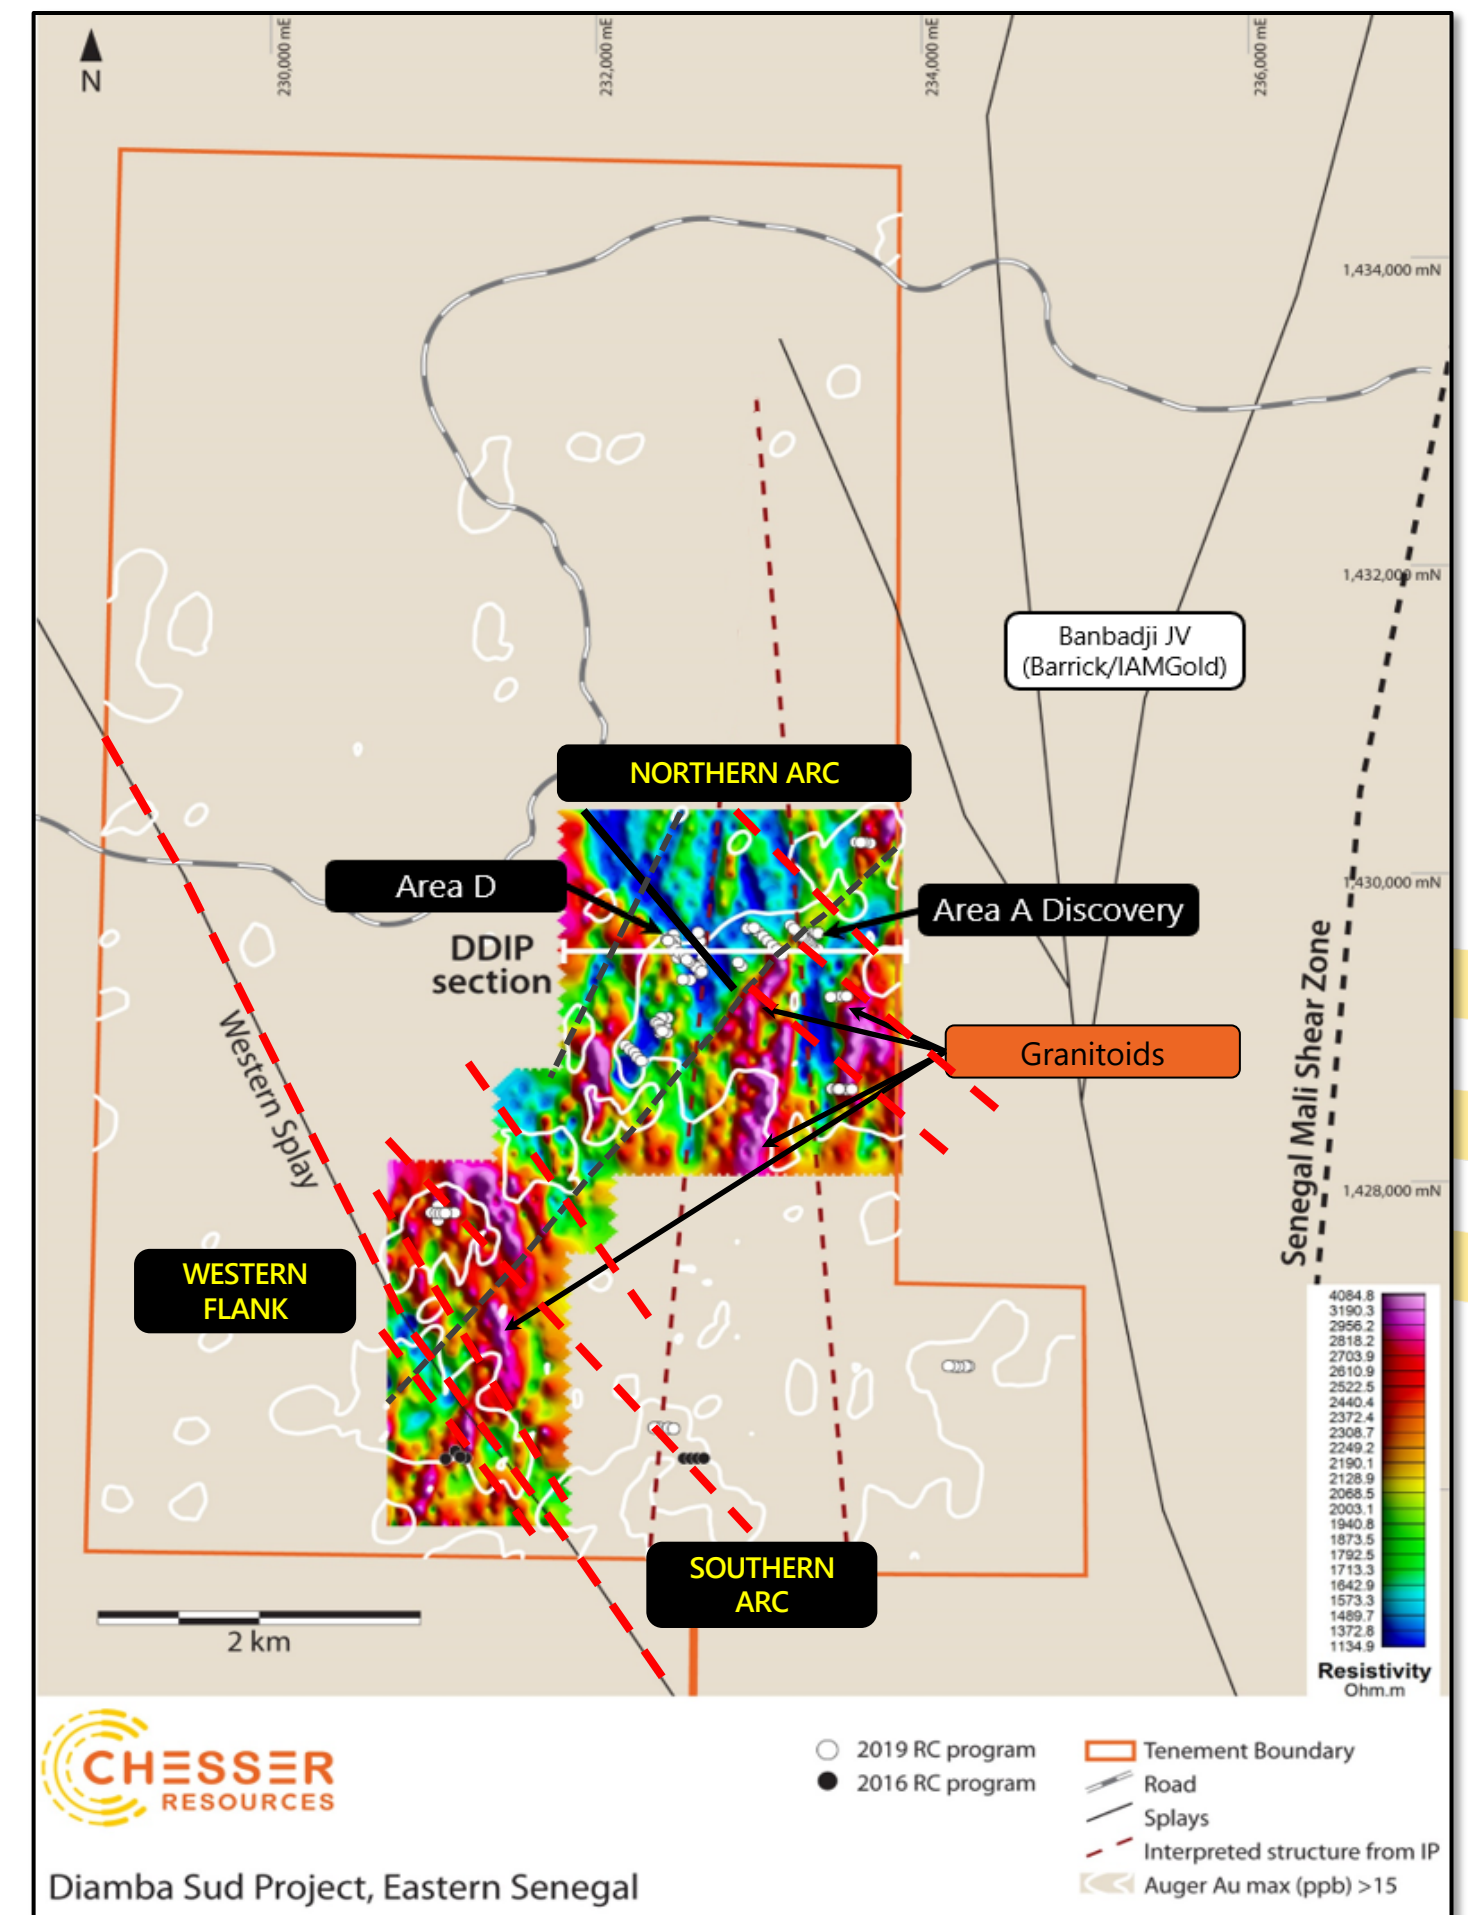 N
230,000 mE
232,000 mE
234,000 mE
236,000 mE
1,434,000 mN
1,432,000 mN
Banbadji JV
(Barrick/IAMGold)
NORTHERN ARC
Area D
1,430,000 mN
Area A Discovery
DDIP
section
Granitoids
Western Splay
Senegal Mali Shear Zone
1,428,000 mN
WESTERN
FLANK
SOUTHERN
ARC
2 km
4084.8
3190.3
2956.2
2818.2
2703.9
2610.9
2522.5
2440.4
2372.4
2308.7
2249.2
2190.1
2128.9
2068.5
2003.1
1940.8
1873.5
1792.5
1713.3
1642.9
1573.3
1489.7
1372.8
1134.9
Resistivity
Ohm.m
CHESSER
RESOURCES
2019 RC program
2016 RC program
Tenement Boundary
Road
Splays
Interpreted structure from IP
Auger Au max (ppb) >15
Diamba Sud Project, Eastern Senegal